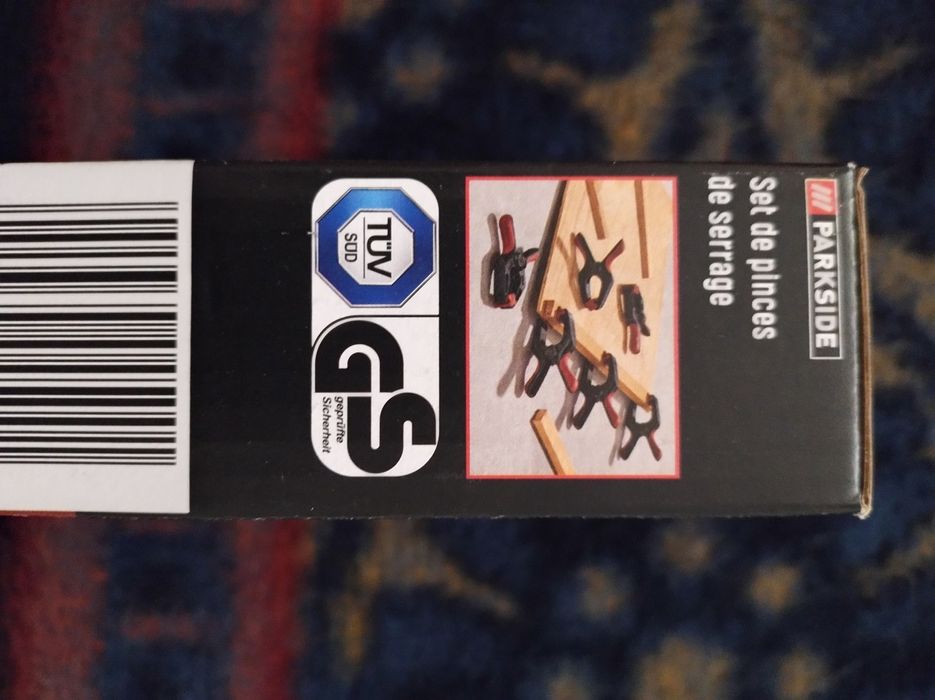 PARKSIDE
Set de pinces
de serrage
TÜV
SÜD
GS
geprüfte
Sicherheit